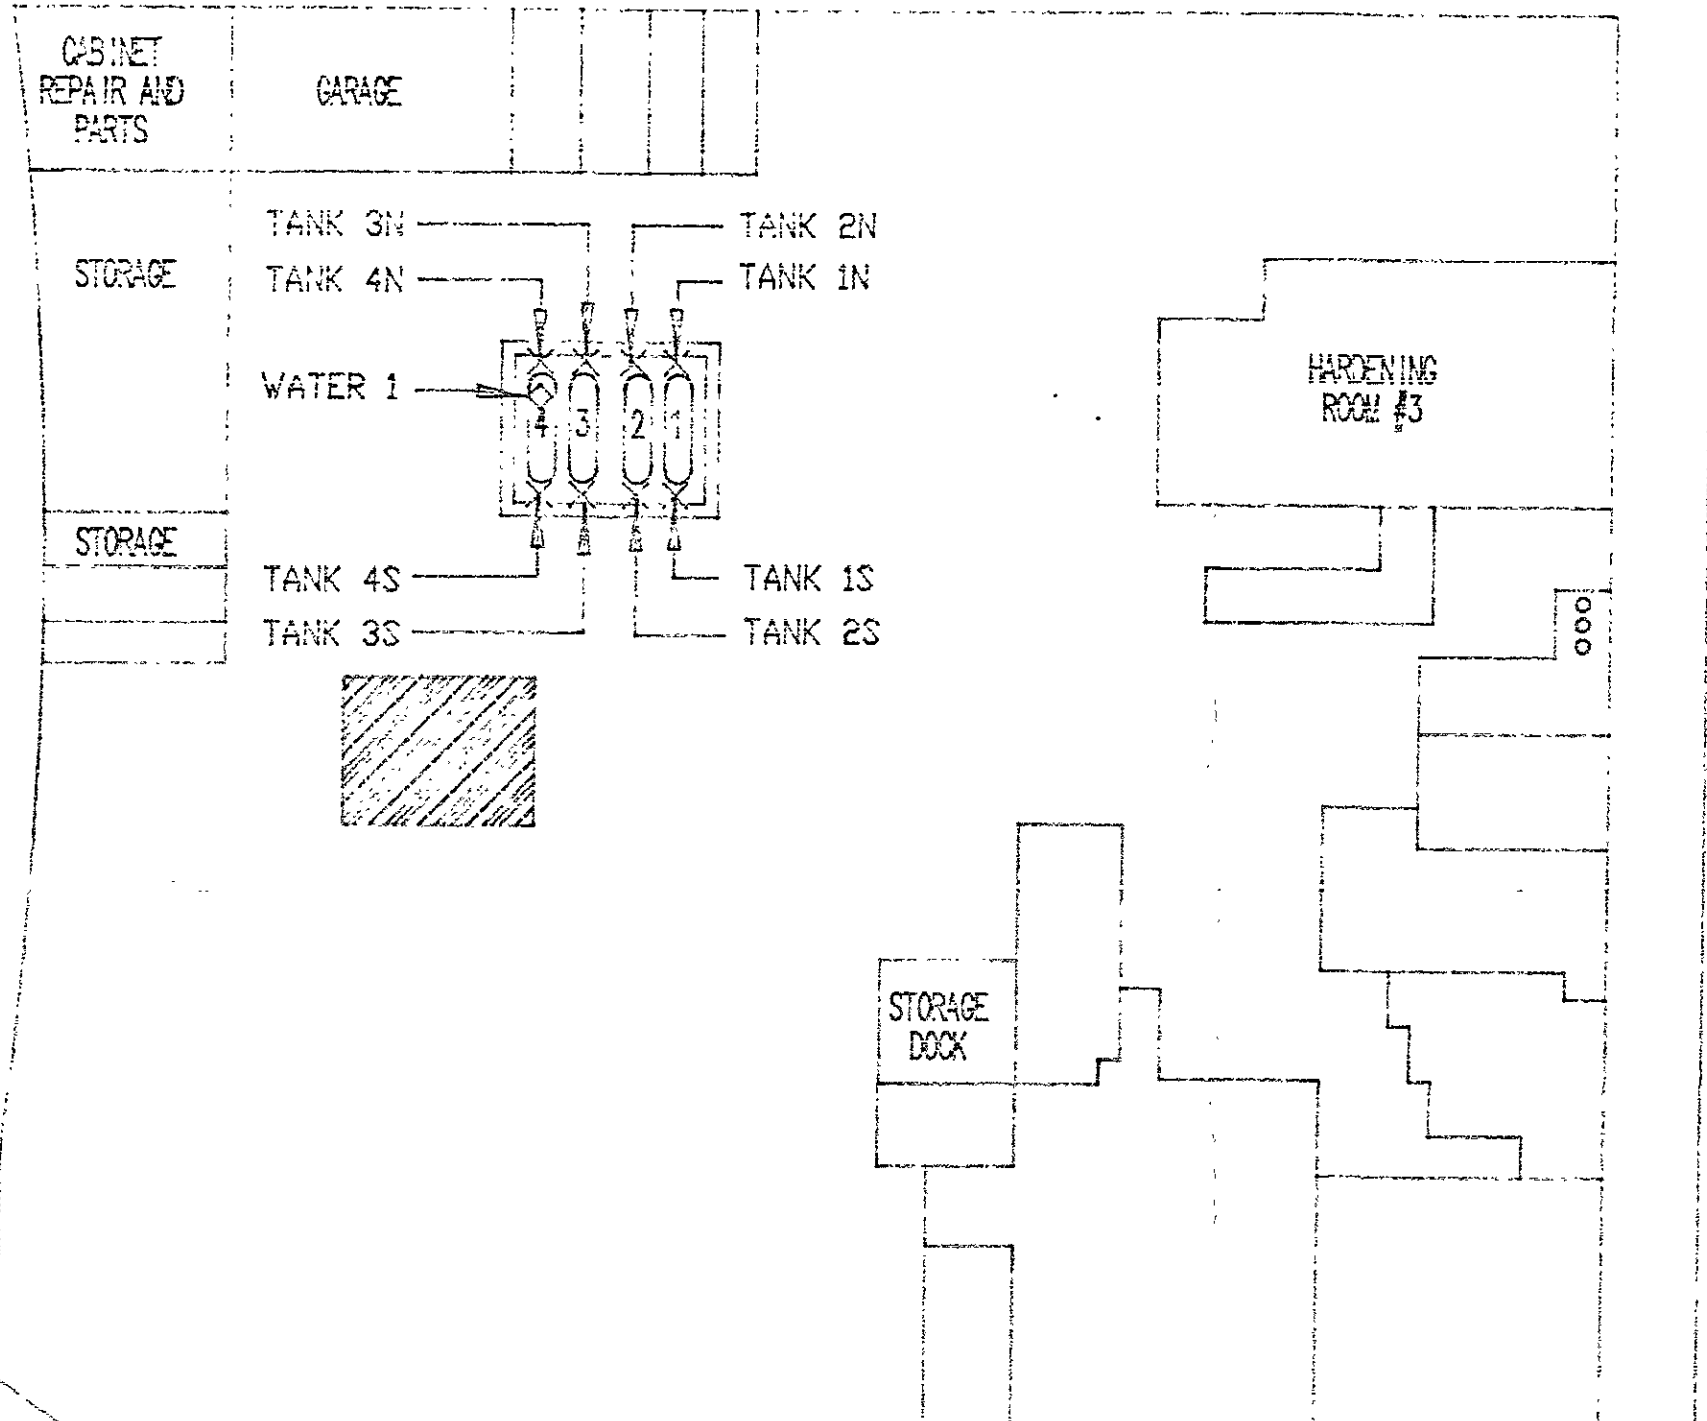 CABINET
REPAIR AND
PARTS
GARAGE
TANK 3N
TANK 2N
STORAGE
TANK 4N
TANK 1N
WATER 1
4
3
2
1
HARDENING
ROOM #3
STORAGE
TANK 4S
TANK 1S
TANK 3S
TANK 2S
STORAGE
DOCK